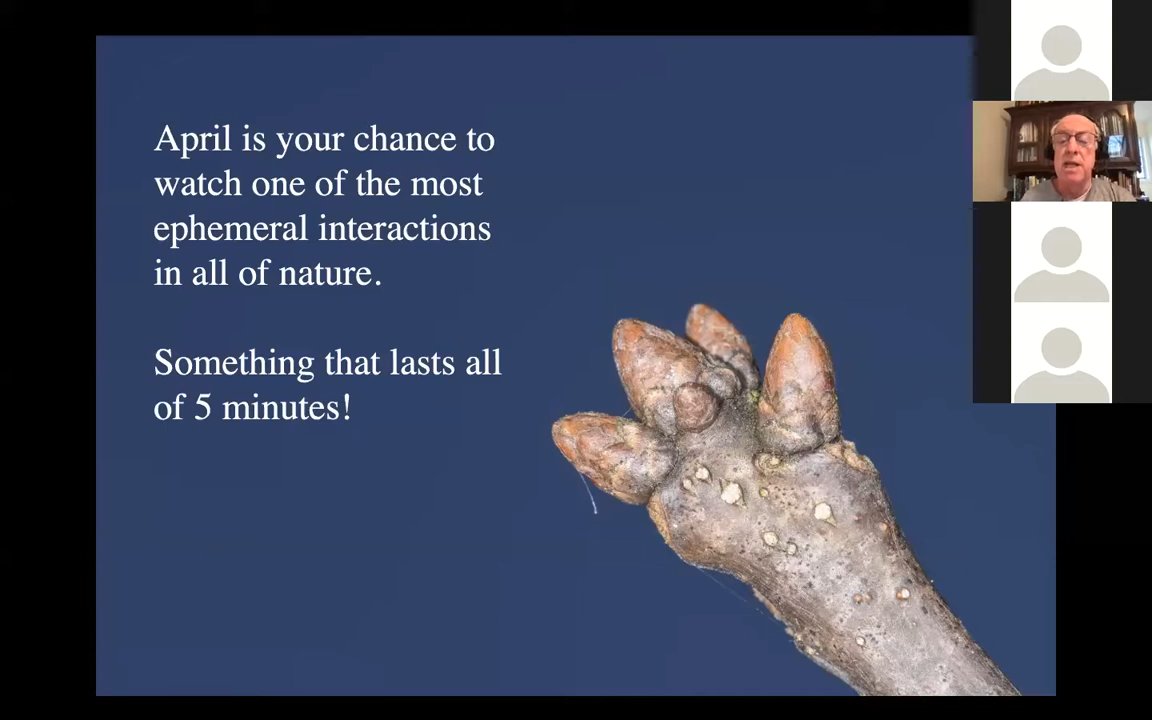 April is your chance to
watch one of the most
ephemeral interactions
in all of nature.
Something that lasts all
of 5 minutes!